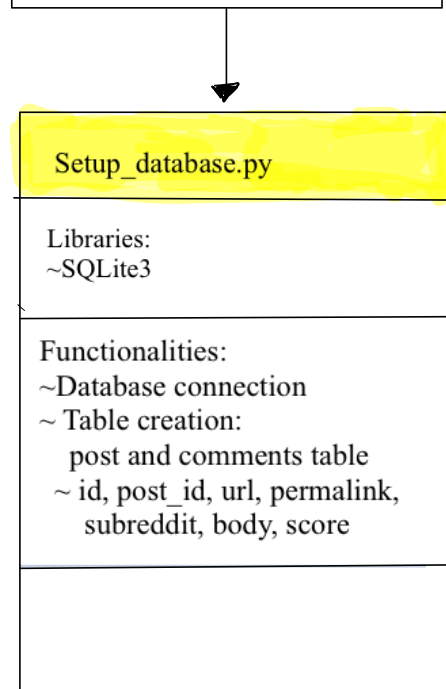 Setup_database.py
Libraries:
~SQLite3
Functionalities:
~Database connection
~ Table creation:
post and comments table
~ id, post_id, url, permalink,
subreddit, body, score